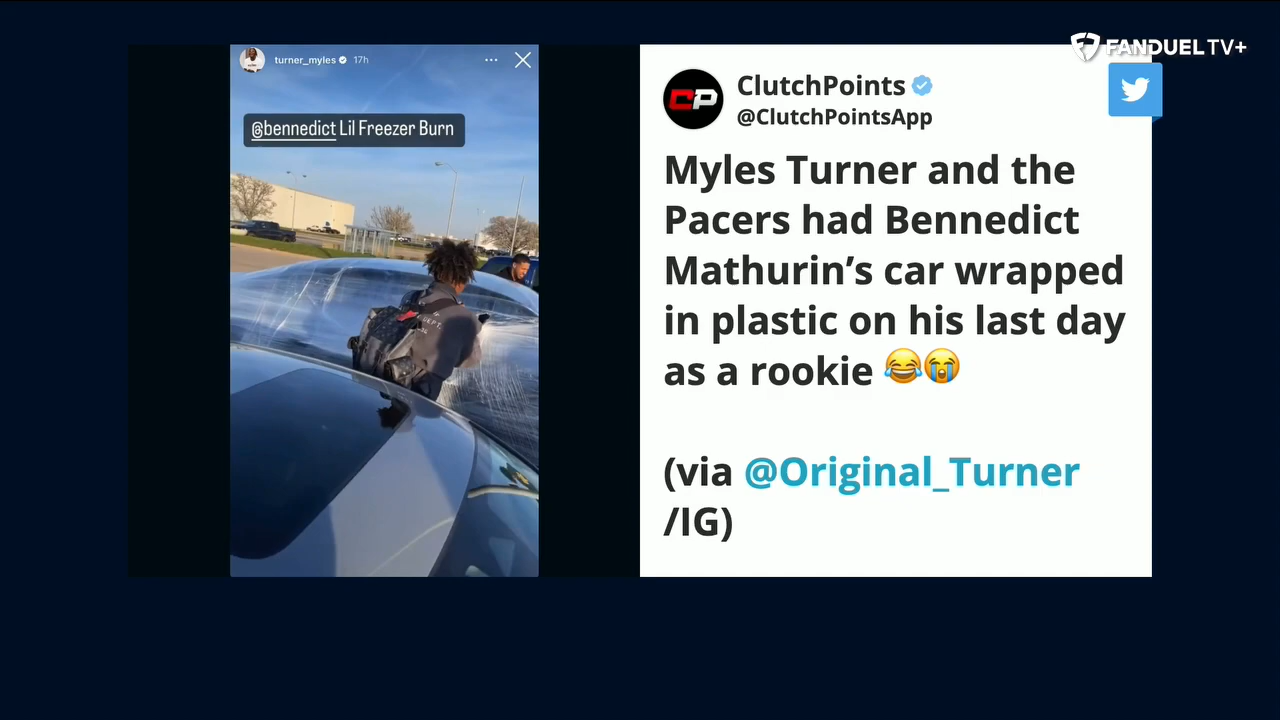 turner_myles 17h
@bennedict Lil Freezer Burn
FANDUEL TV+
CP
ClutchPoints
@ClutchPointsApp
Myles Turner and the
Pacers had Bennedict
Mathurin's car wrapped
in plastic on his last day
as a rookie 😂😭
(via @Original_Turner
/IG)